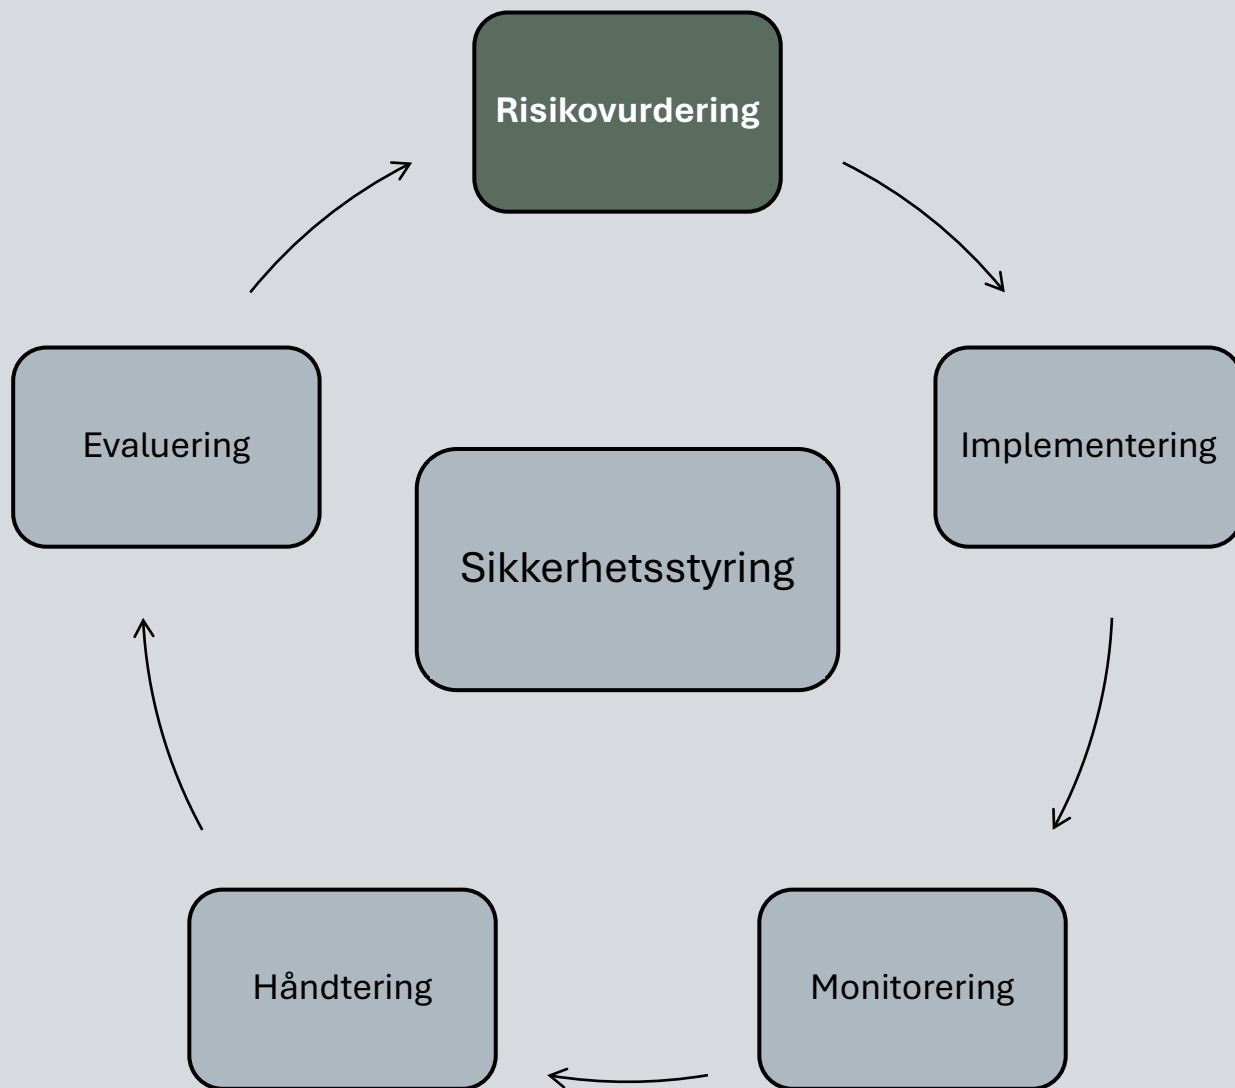 Risikovurdering
Evaluering
Implementering
Sikkerhetsstyring
Håndtering
Monitorering